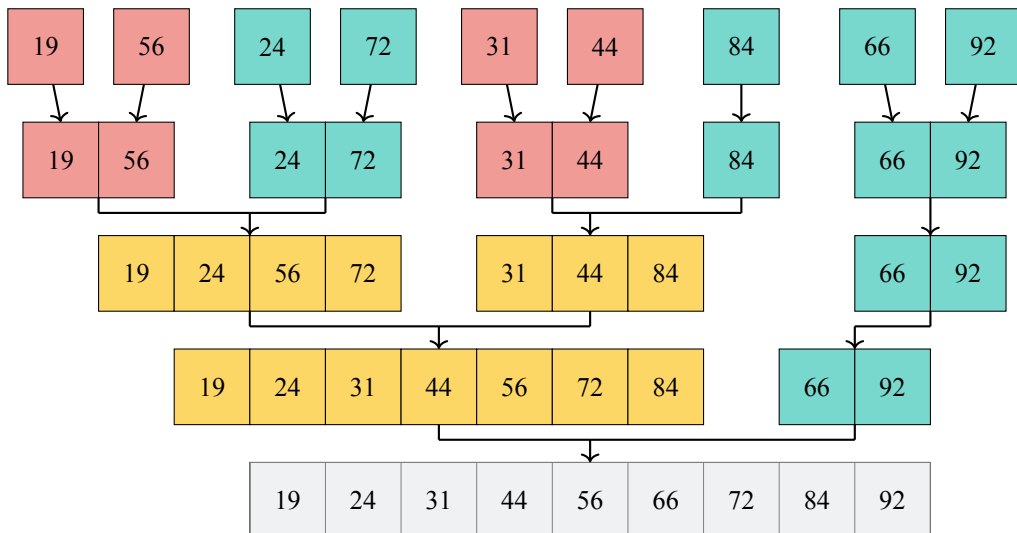 19 56 24 72 31 44 84 66 92
19 56 24 72 31 44 84 66 92
19 24 56 72 31 44 84 66 92
19 24 31 44 56 72 84 66 92
19 24 31 44 56 66 72 84 92